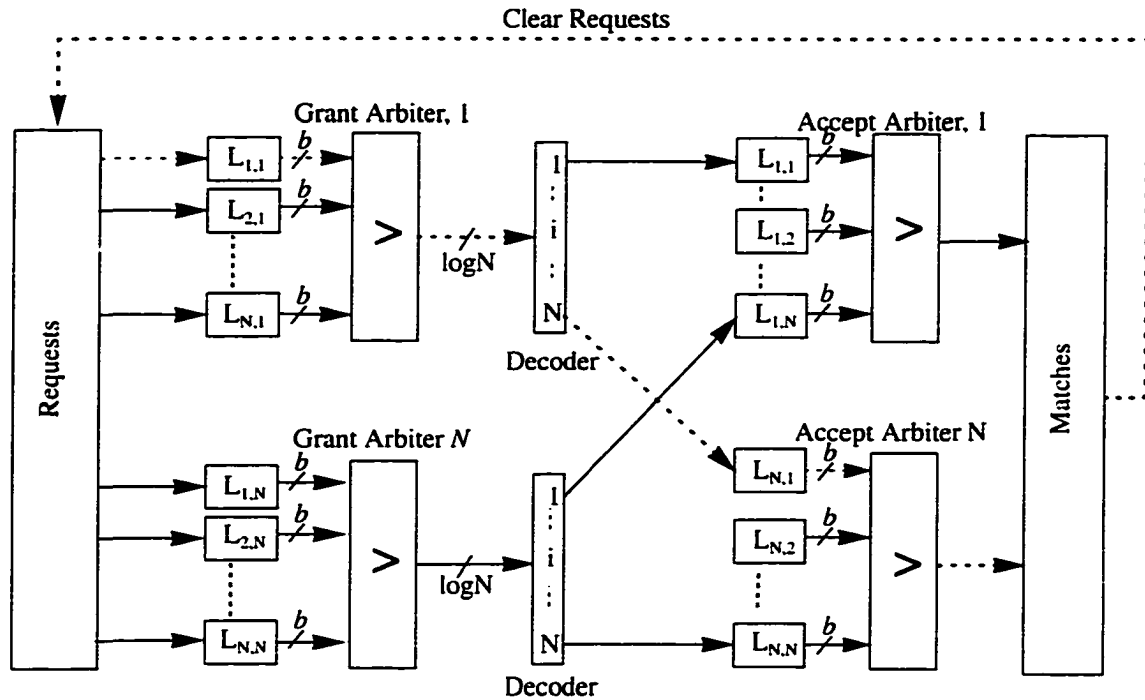 Clear Requests
Requests
Grant Arbiter, 1
L1,1 b
L2,1 b
LN,1 b
>
logN
1
i
N
Decoder
Accept Arbiter, 1
L1,1 b
L1,2 b
L1,N b
>
Matches
Grant Arbiter N
L1,N b
L2,N b
LN,N b
>
logN
1
i
N
Decoder
Accept Arbiter N
LN,1 b
LN,2 b
LN,N b
>